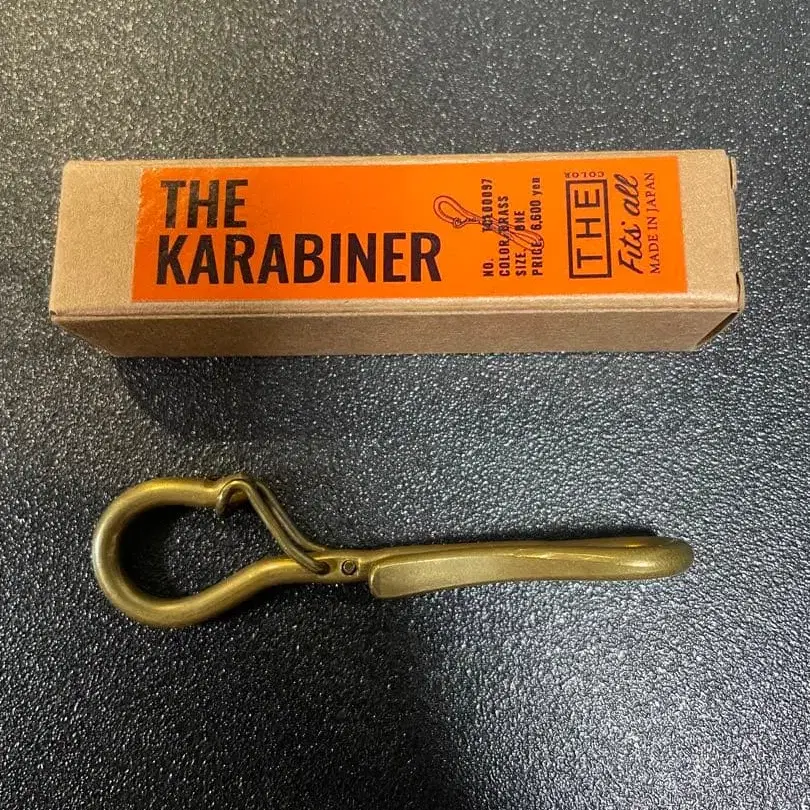 THE
KARABINER
NO.
COLOR BRASS
SIZE ONE
PRICE 6,600 yen
THE
COLOR
Fits all
MADE IN JAPAN